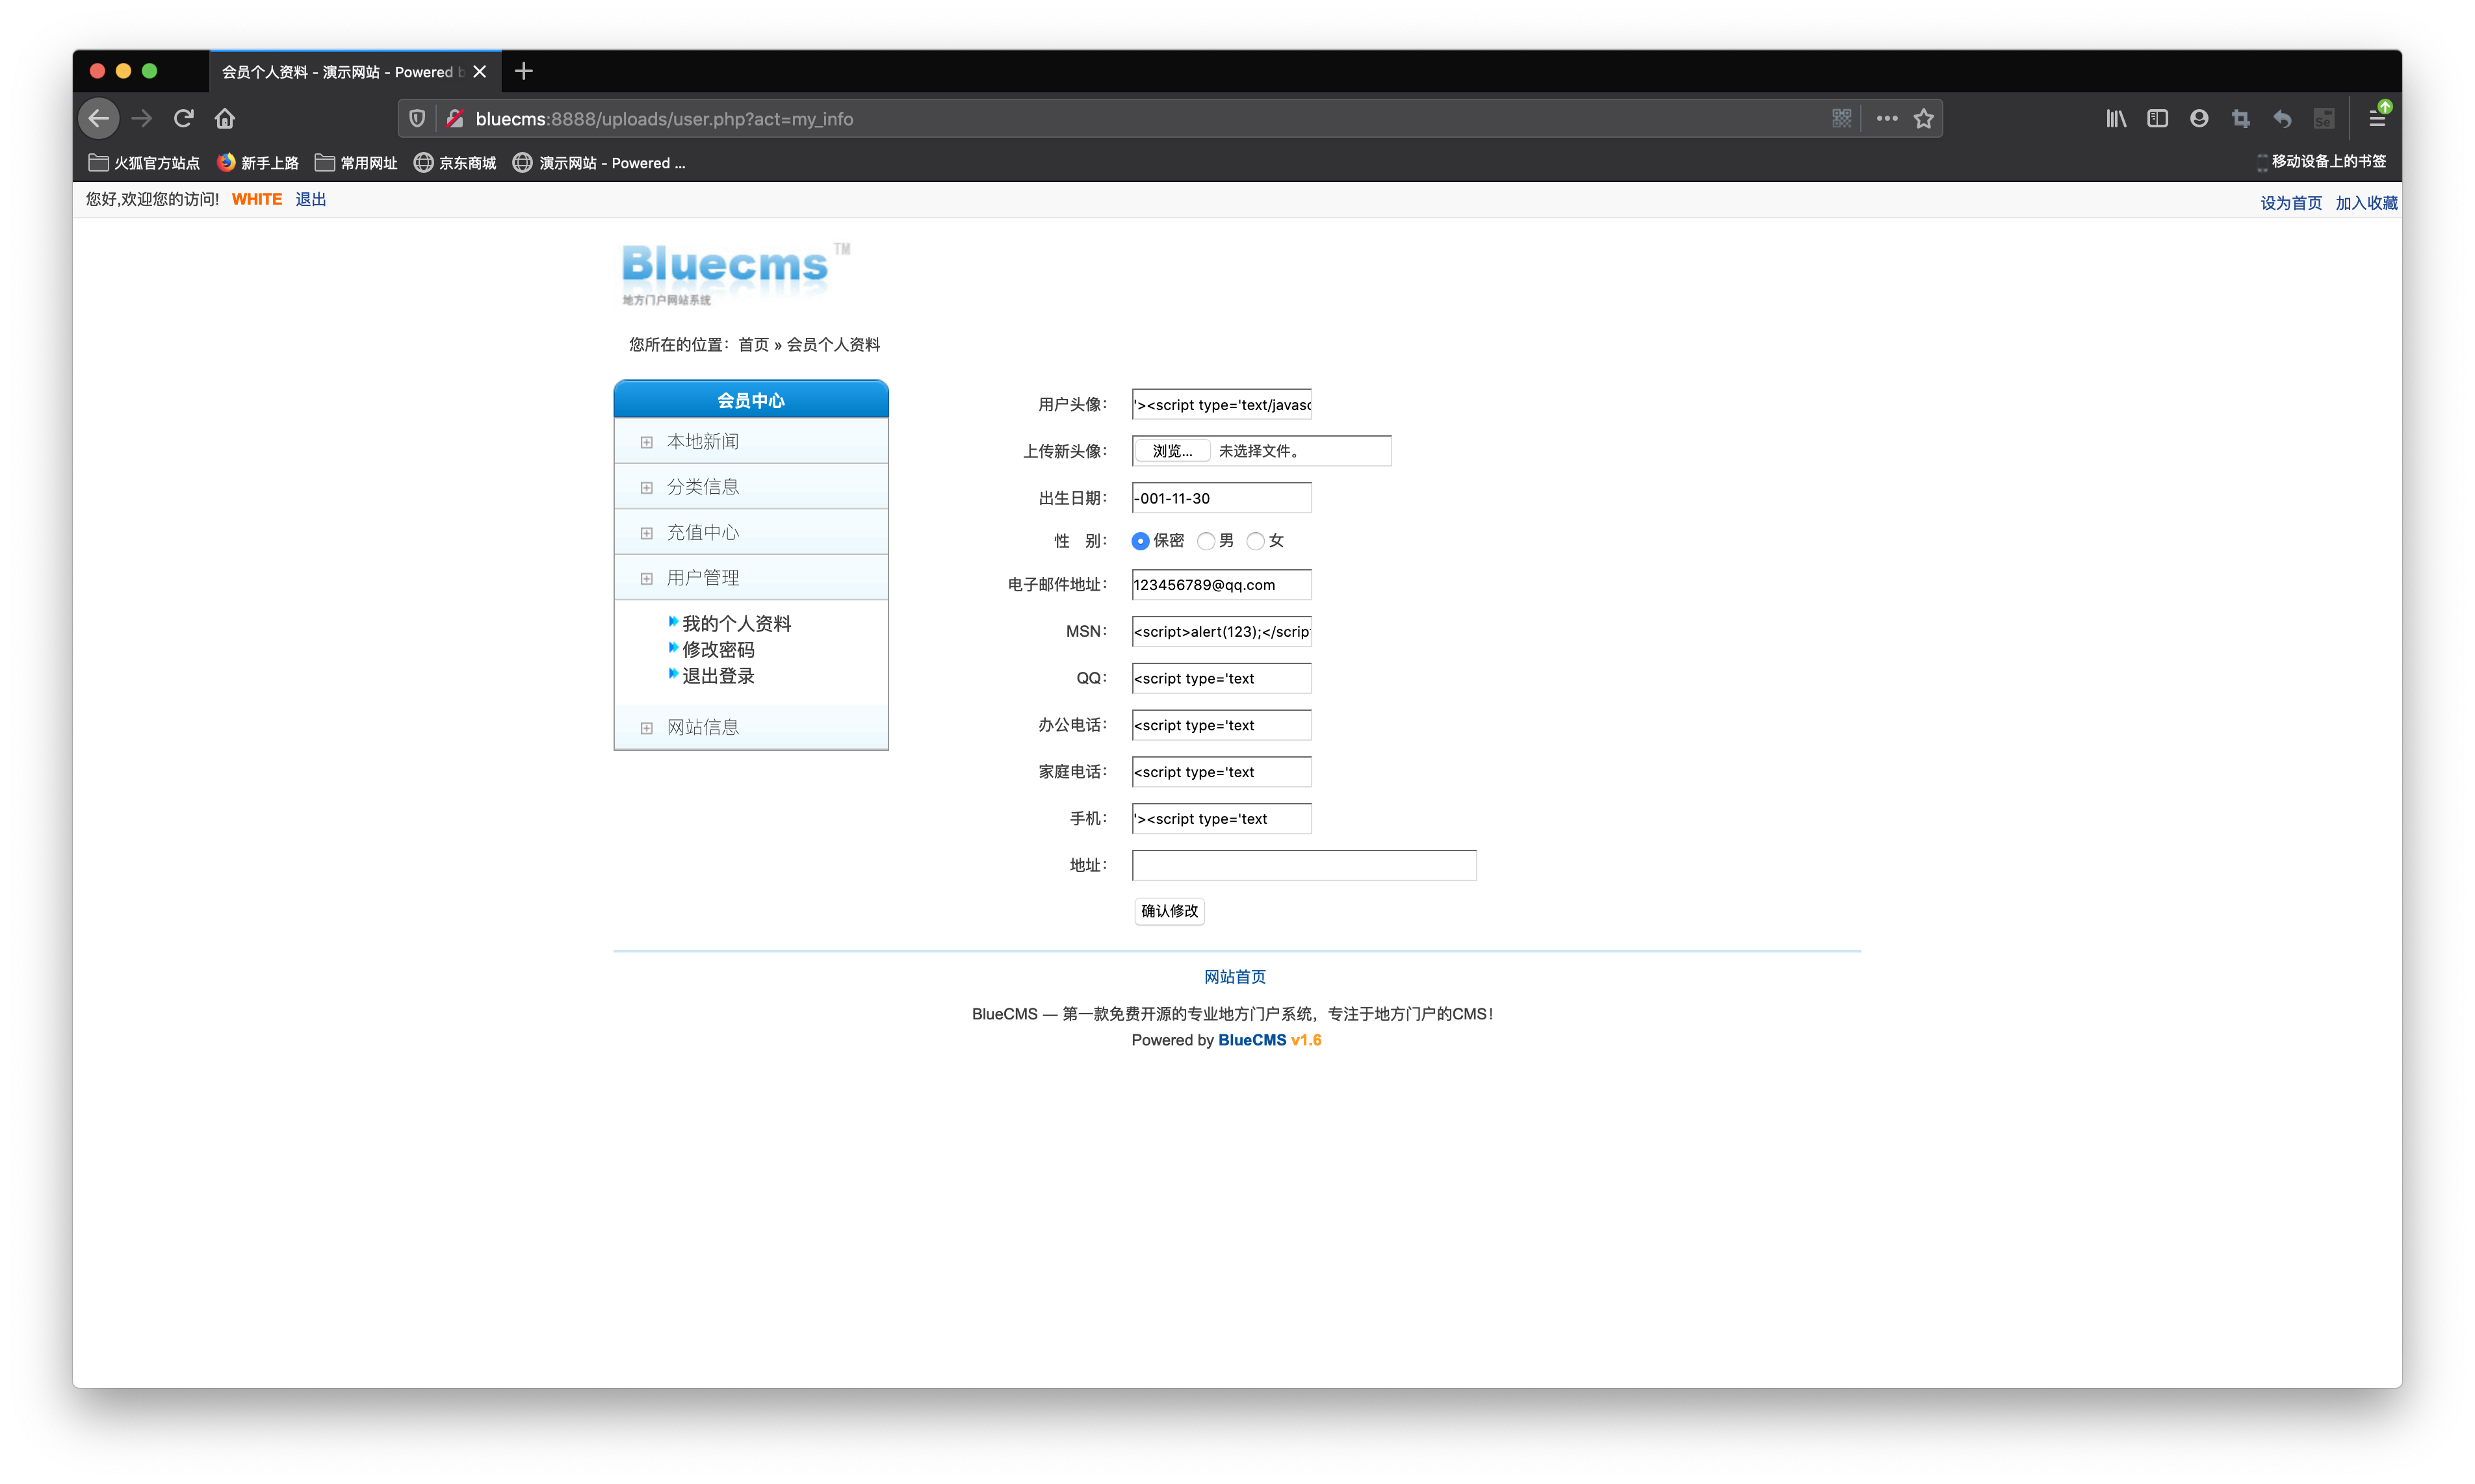 会员个人资料 - 演示网站 - Powered b
bluecms:8888/uploads/user.php?act=my_info
火狐官方站点 新手上路 常用网址 京东商城 演示网站 - Powered ... 移动设备上的书签
您好,欢迎您的访问! WHITE 退出 设为首页 加入收藏
Bluecms TM
地方门户网站系统
您所在的位置：首页 » 会员个人资料
会员中心
本地新闻
分类信息
充值中心
用户管理
我的个人资料
修改密码
退出登录
网站信息
用户头像： '><script type='text/javasc
上传新头像： 浏览... 未选择文件。
出生日期： -001-11-30
性 别： 保密 男 女
电子邮件地址： 123456789@qq.com
MSN： <script>alert(123);</script
QQ： <script type='text
办公电话： <script type='text
家庭电话： <script type='text
手机： '><script type='text
地址：
确认修改
网站首页
BlueCMS — 第一款免费开源的专业地方门户系统，专注于地方门户的CMS！
Powered by BlueCMS v1.6